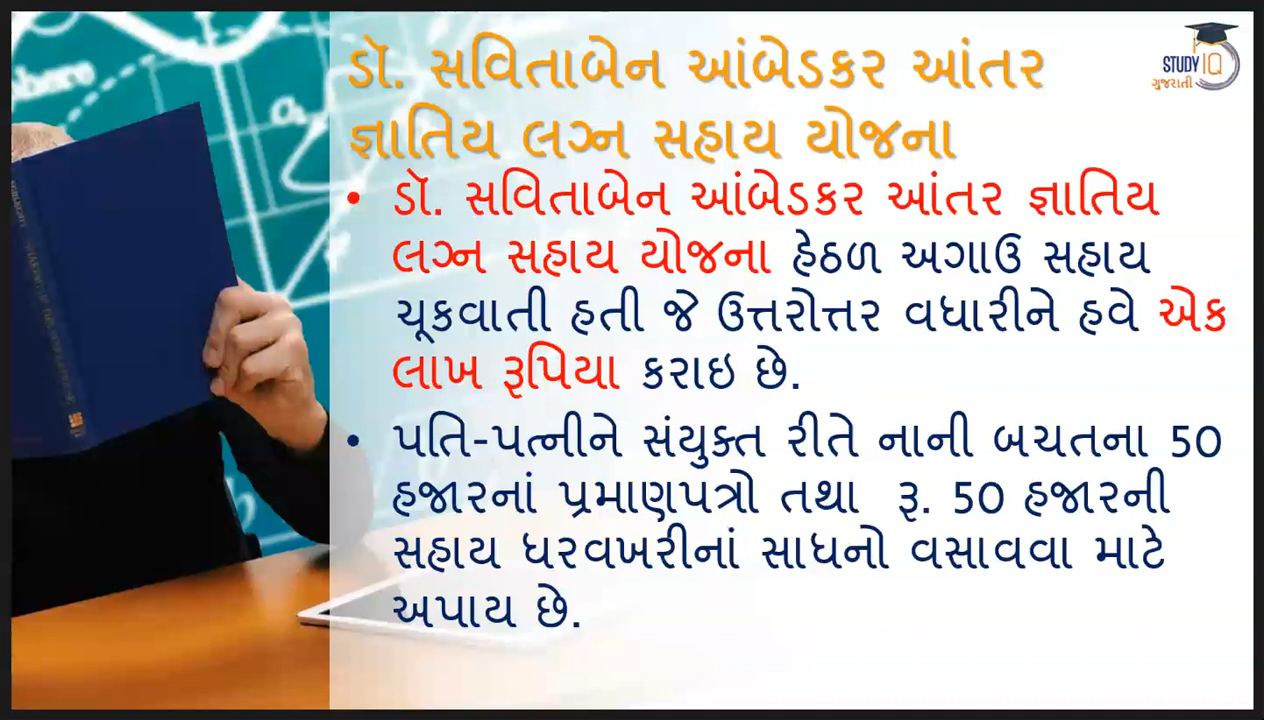 ડૉ. સવિતાબેન આંબેડકર આંતર
જ્ઞાતિય લગ્ન સહાય યોજના
STUDY IQ
ગુજરાતી
• ડૉ. સવિતાબેન આંબેડકર આંતર જ્ઞાતિય
લગ્ન સહાય યોજના હેઠળ અગાઉ સહાય
ચૂકવાતી હતી જે ઉત્તરોત્તર વધારીને હવે એક
લાખ રૂપિયા કરાઇ છે.
• પતિ-પત્નીને સંયુક્ત રીતે નાની બચતના 50
હજારનાં પ્રમાણપત્રો તથા રૂ. 50 હજારની
સહાય ધરવખરીનાં સાધનો વસાવવા માટે
અપાય છે.